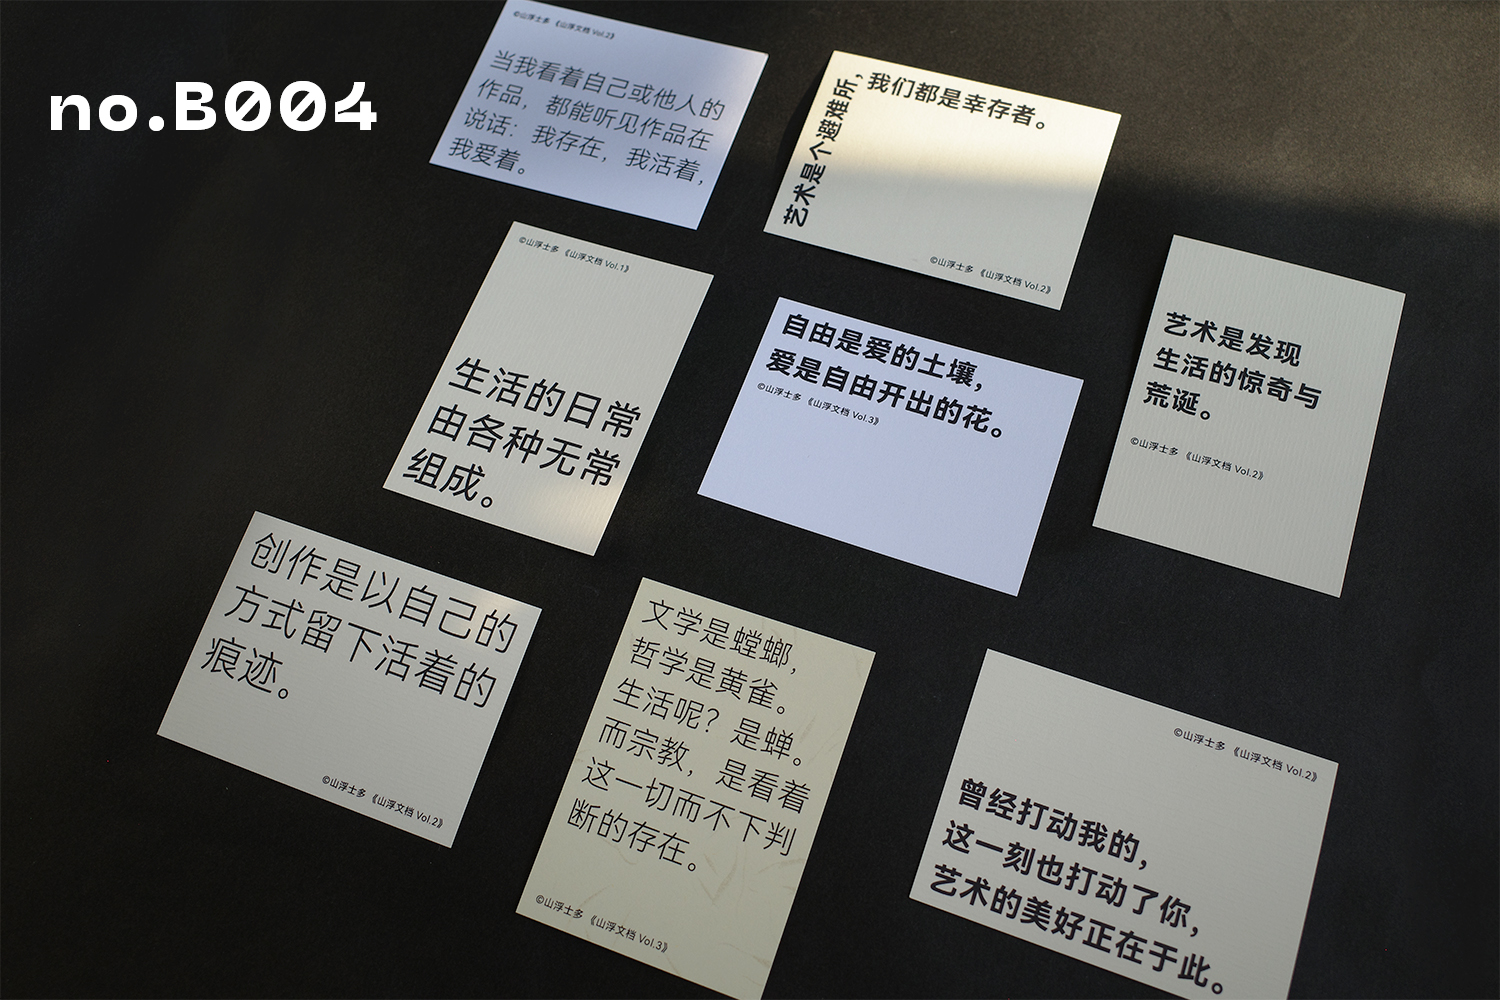 no.B004
©山浮士多 《山浮文档 Vol.2》
当我看着自己或他人的
作品，都能听见作品在
说话：我存在，我活着，
我爱着。
艺术是个避难所，
我们都是幸存者。
©山浮士多 《山浮文档 Vol.2》
©山浮士多 《山浮文档 Vol.1》
生活的日常
由各种无常
组成。
自由是爱的土壤，
爱是自由开出的花。
©山浮士多 《山浮文档 Vol.3》
艺术是发现
生活的惊奇与
荒诞。
©山浮士多 《山浮文档 Vol.2》
创作是以自己的
方式留下活着的
痕迹。
©山浮士多 《山浮文档 Vol.2》
文学是螳螂，
哲学是黄雀。
生活呢？是蝉。
而宗教，是看着
这一切而不下判
断的存在。
©山浮士多 《山浮文档 Vol.3》
©山浮士多 《山浮文档 Vol.2》
曾经打动我的，
这一刻也打动了你，
艺术的美好正在于此。